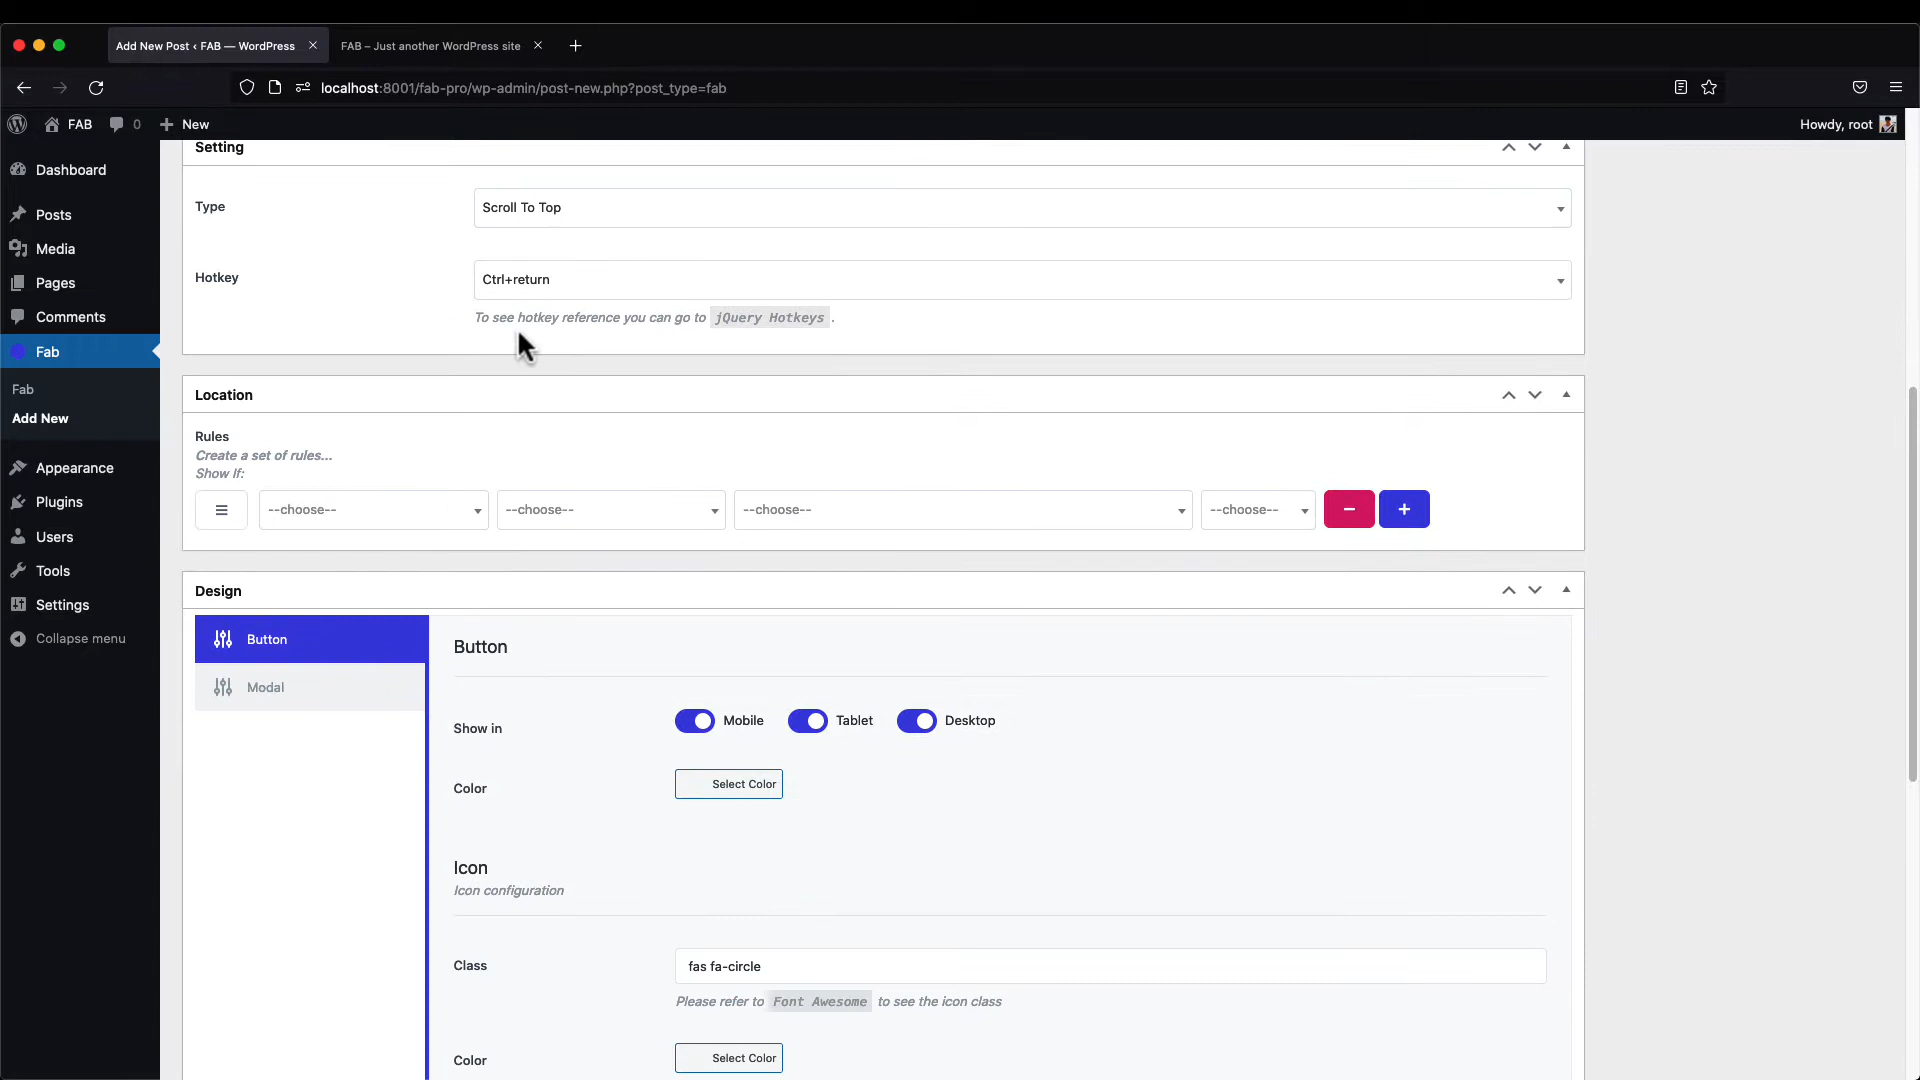 Add New Post ‹ FAB — WordPress
FAB – Just another WordPress site
localhost:8001/fab-pro/wp-admin/post-new.php?post_type=fab
FAB
0
New
Howdy, root
Dashboard
Posts
Media
Pages
Comments
Fab
Fab
Add New
Appearance
Plugins
Users
Tools
Settings
Collapse menu
Setting
Type
Scroll To Top
Hotkey
Ctrl+return
To see hotkey reference you can go to jQuery Hotkeys .
Location
Rules
Create a set of rules...
Show If:
--choose-- --choose-- --choose-- --choose--
Design
Button
Modal
Button
Show in
Mobile Tablet Desktop
Color
Select Color
Icon
Icon configuration
Class
fas fa-circle
Please refer to Font Awesome to see the icon class
Color
Select Color